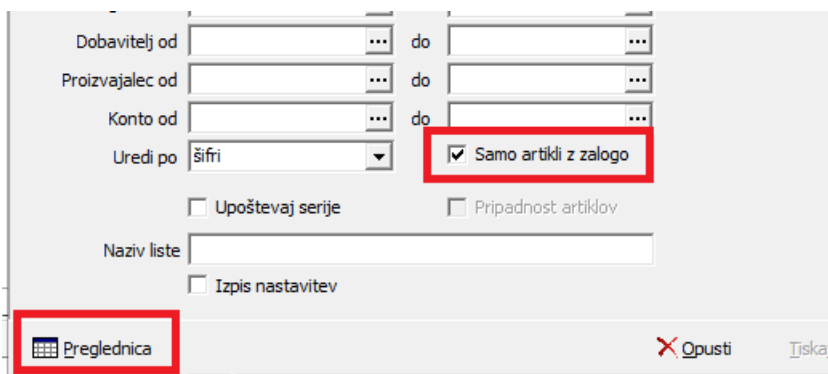 Dobavitelj od ... do ...
Proizvajalec od ... do ...
Konto od ... do ...
Uredi po šifri Samo artikli z zalogo
Upoštevaj serije Pripadnost artiklov
Naziv liste
Izpis nastavitev
Preglednica Opusti